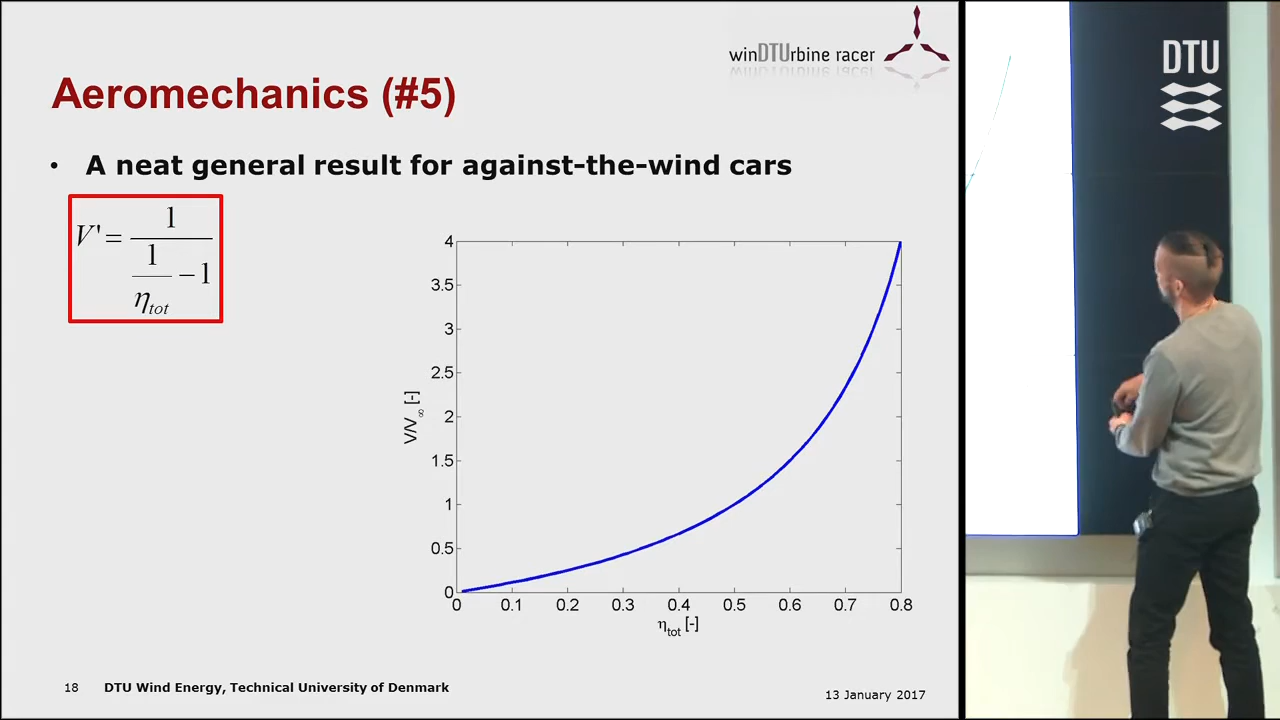 winDTUrbine racer
DTU
Aeromechanics (#5)
• A neat general result for against-the-wind cars
V' = 1 / (1/η_tot − 1)
4
3.5
3
2.5
2
1.5
1
0.5
0
V/V∞ [-]
0 0.1 0.2 0.3 0.4 0.5 0.6 0.7 0.8
ηtot [-]
18 DTU Wind Energy, Technical University of Denmark
13 January 2017